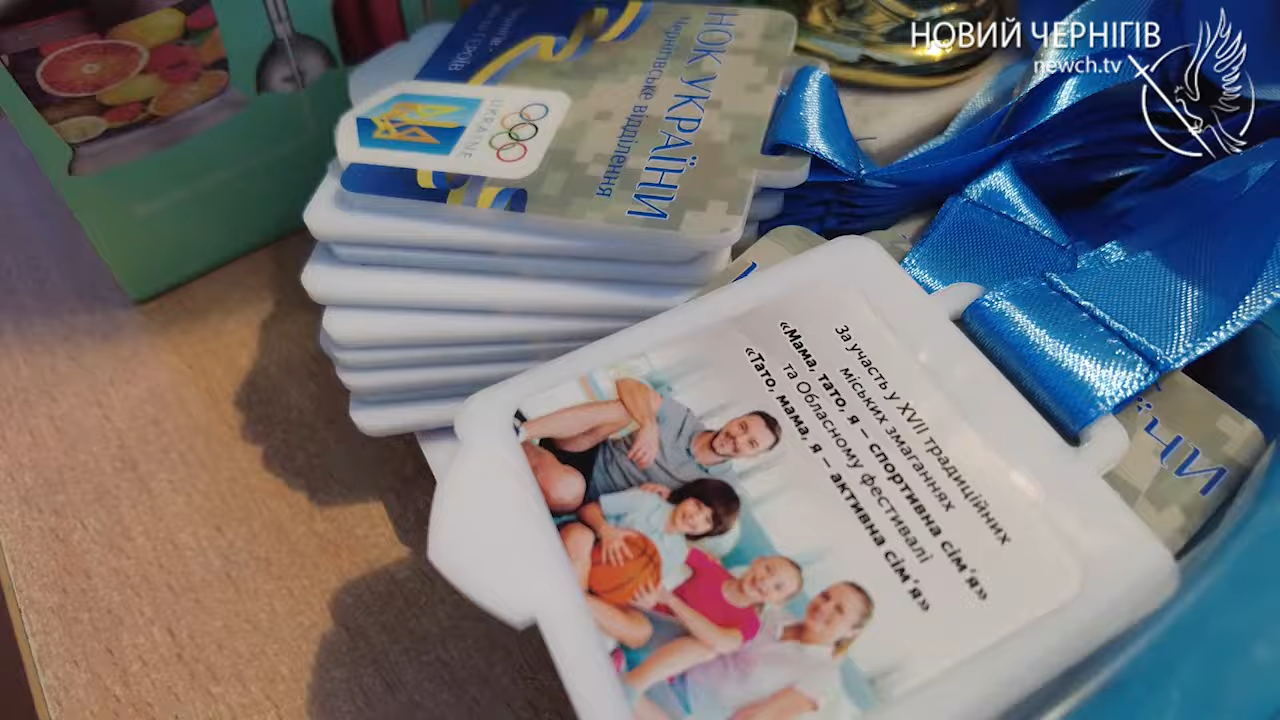 НОВИЙ ЧЕРНІГІВ
newch.tv
НОК УКРАЇНИ
Чернігівське відділення
UKRAINE
За участь у XVII традиційних
міських змаганнях
«Мама, тато, я – спортивна сім'я»
та Обласному фестивалі
«Тато, мама, я – активна сім'я»